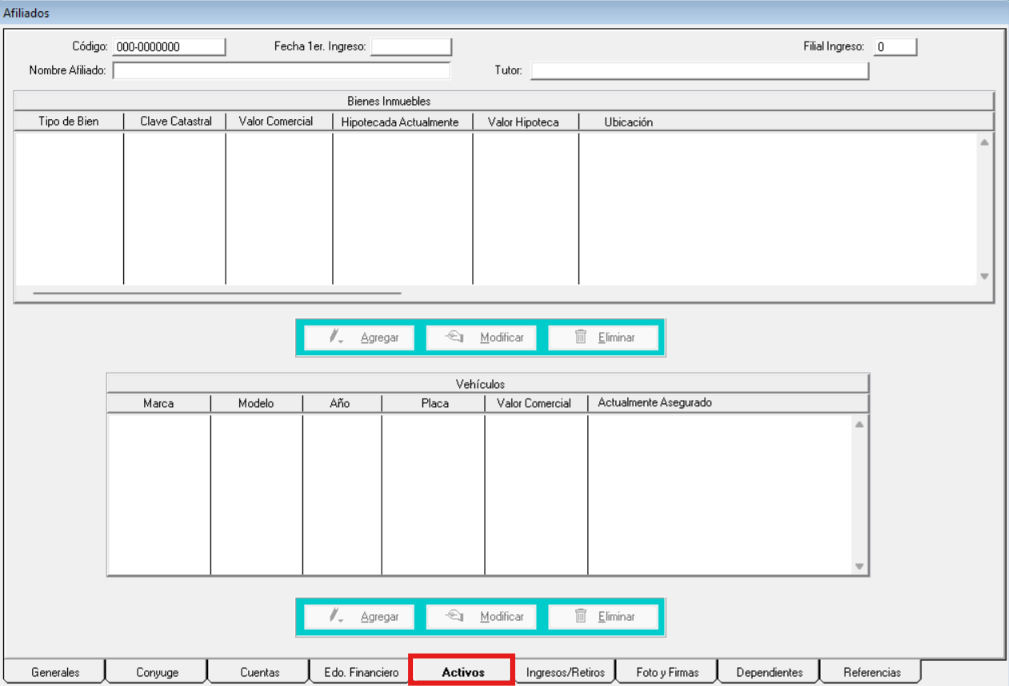 Afiliados
Código: 000-0000000 Fecha 1er. Ingreso: Filial Ingreso: 0
Nombre Afiliado: Tutor:
Bienes Inmuebles
Tipo de Bien Clave Catastral Valor Comercial Hipotecada Actualmente Valor Hipoteca Ubicación
Agregar Modificar Eliminar
Vehículos
Marca Modelo Año Placa Valor Comercial Actualmente Asegurado
Agregar Modificar Eliminar
Generales Conyuge Cuentas Edo. Financiero Activos Ingresos/Retiros Foto y Firmas Dependientes Referencias